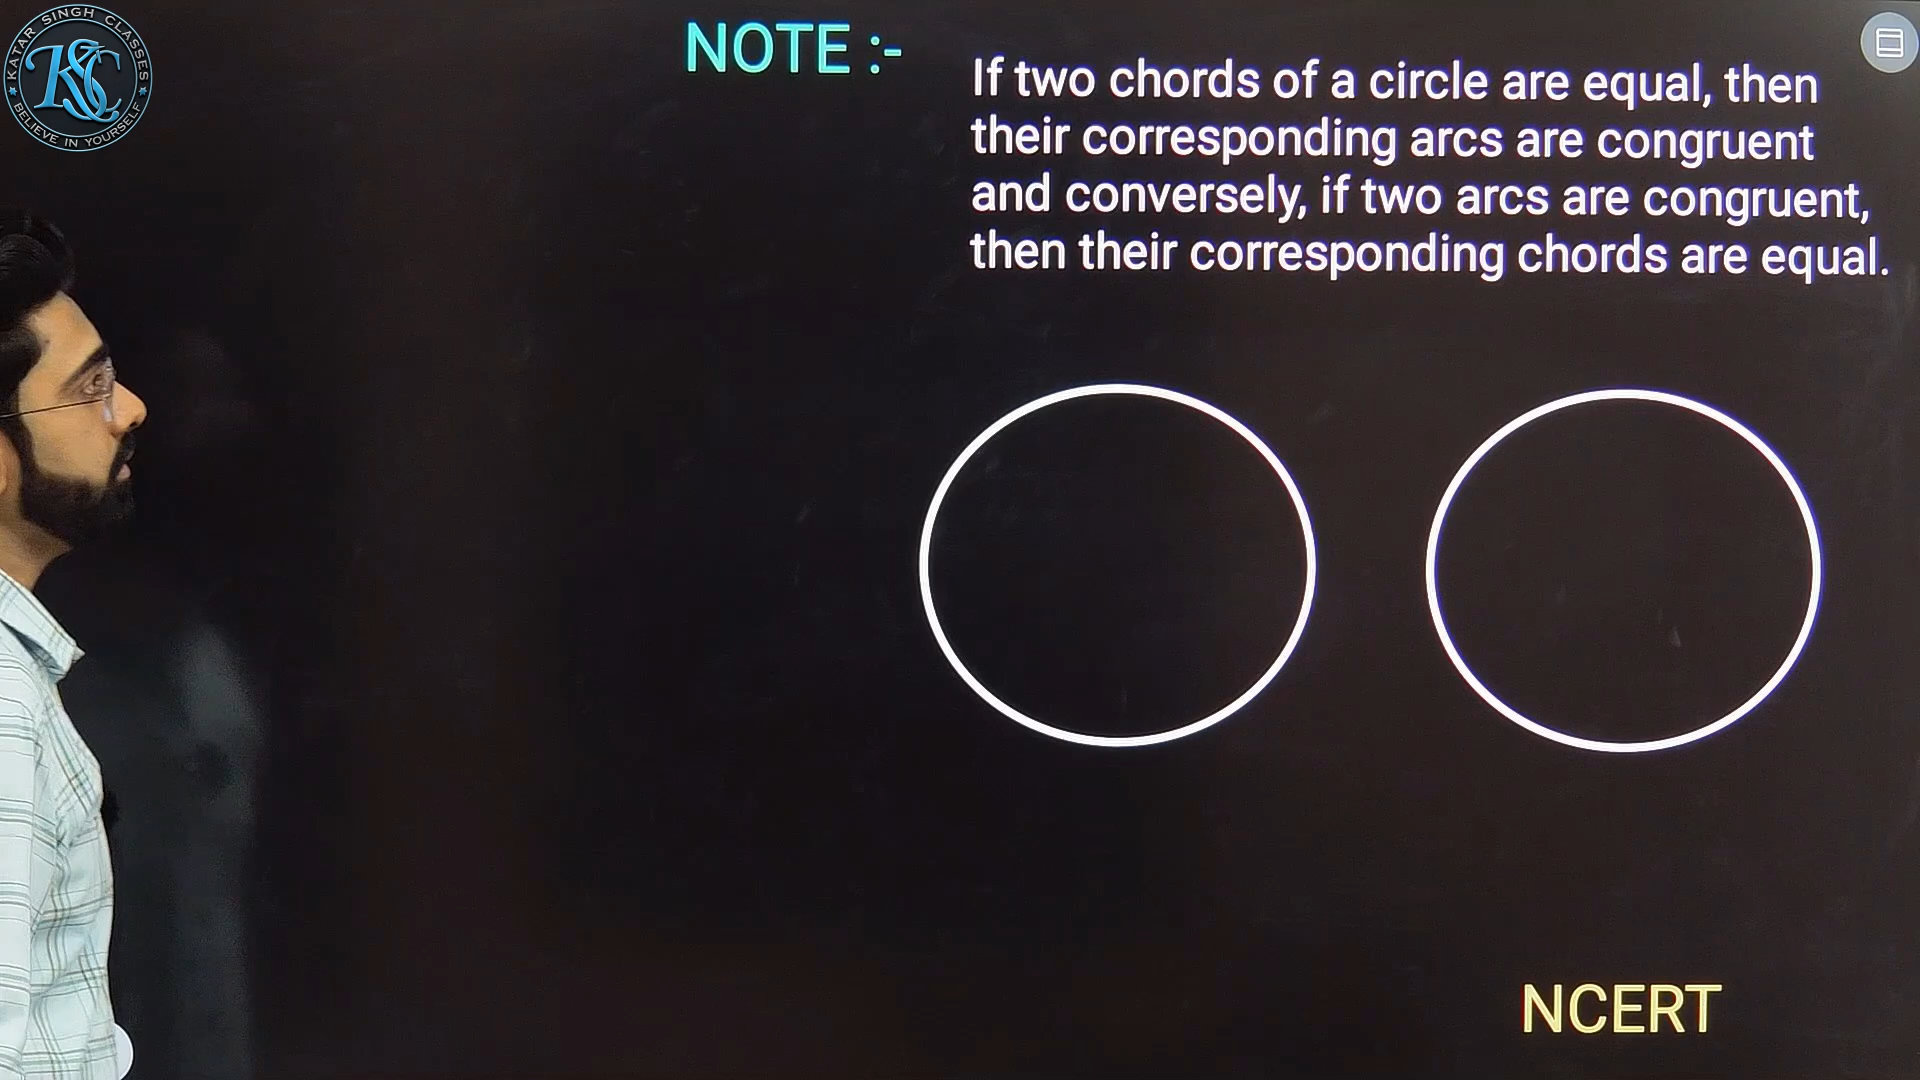 KATAR SINGH CLASSES
KSC
BELIEVE IN YOURSELF
NOTE :-
If two chords of a circle are equal, then
their corresponding arcs are congruent
and conversely, if two arcs are congruent,
then their corresponding chords are equal.
NCERT